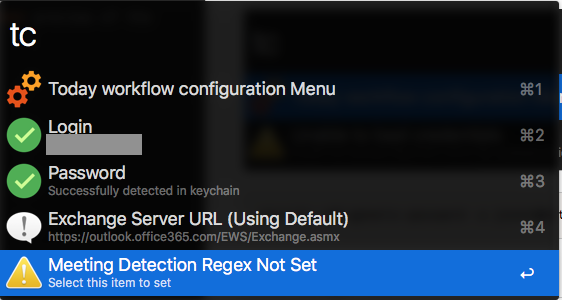 tc
Today workflow configuration Menu
⌘1
Login
⌘2
Password
Successfully detected in keychain
⌘3
Exchange Server URL (Using Default)
https://outlook.office365.com/EWS/Exchange.asmx
⌘4
Meeting Detection Regex Not Set
Select this item to set
↩